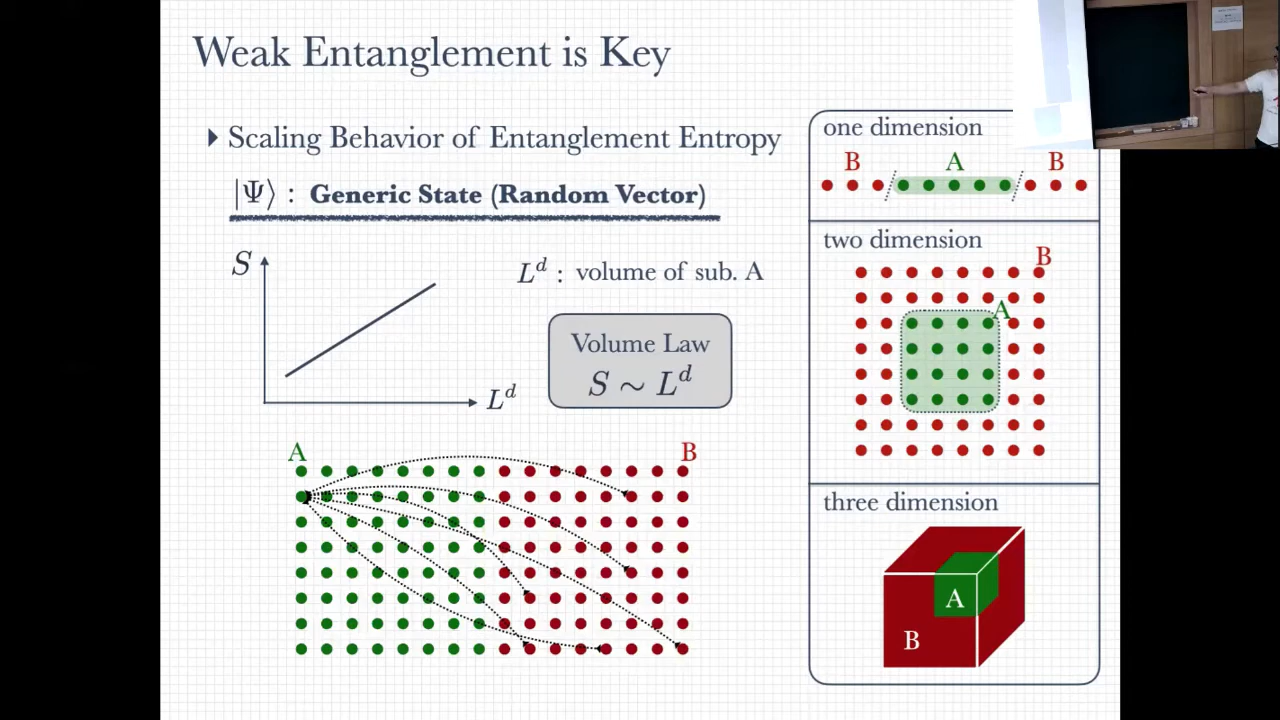 Weak Entanglement is Key
Scaling Behavior of Entanglement Entropy
|Ψ⟩ : Generic State (Random Vector)
S
L^d : volume of sub. A
Volume Law
S ∼ L^d
L^d
A
B
one dimension
B A B
two dimension
B
A
three dimension
A
B